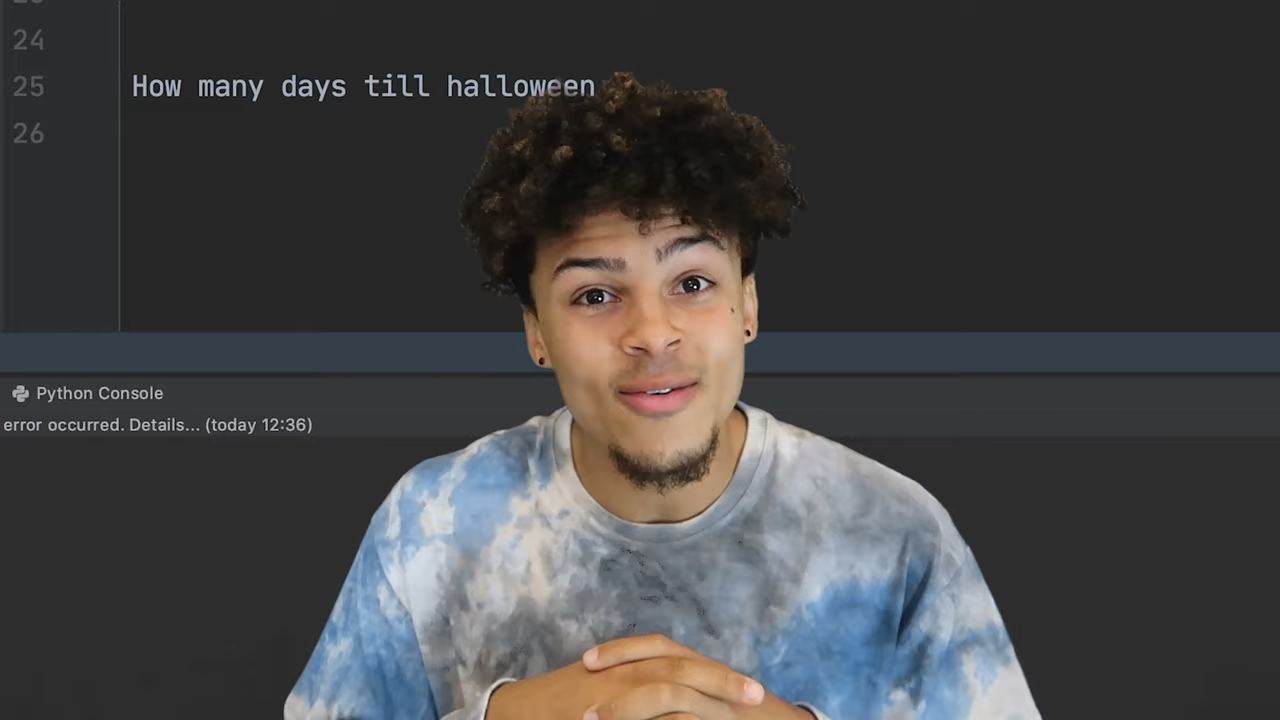 24
25 How many days till halloween
26
Python Console
error occurred. Details... (today 12:36)